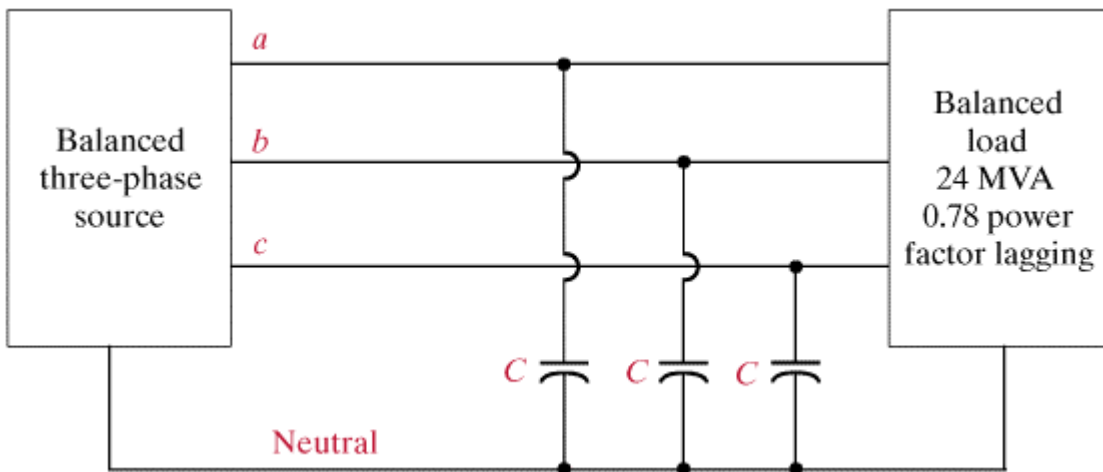 a
Balanced
three-phase
source
b
c
Balanced
load
24 MVA
0.78 power
factor lagging
C
C
C
Neutral